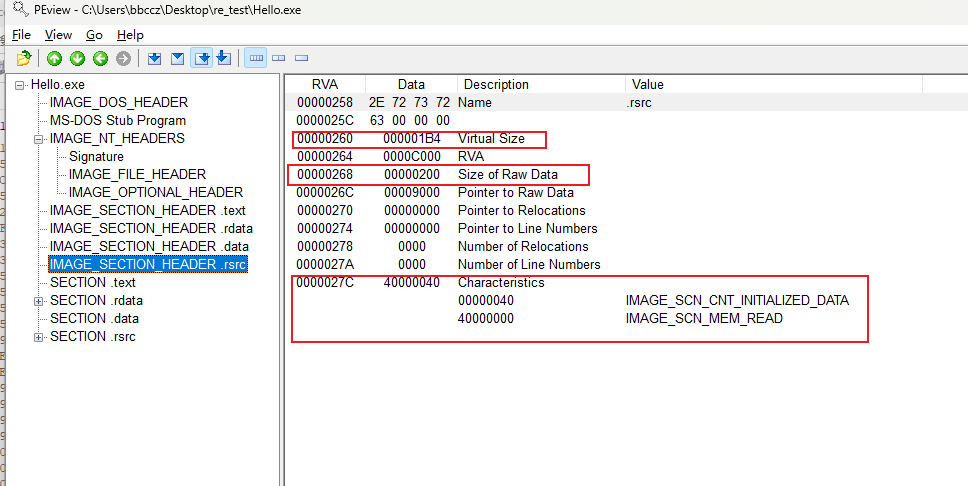 PEview - C:\Users\bbccz\Desktop\re_test\Hello.exe
File View Go Help
Hello.exe
IMAGE_DOS_HEADER
MS-DOS Stub Program
IMAGE_NT_HEADERS
Signature
IMAGE_FILE_HEADER
IMAGE_OPTIONAL_HEADER
IMAGE_SECTION_HEADER .text
IMAGE_SECTION_HEADER .rdata
IMAGE_SECTION_HEADER .data
IMAGE_SECTION_HEADER .rsrc
SECTION .text
SECTION .rdata
SECTION .data
SECTION .rsrc
RVA Data Description Value
00000258 2E 72 73 72 Name .rsrc
0000025C 63 00 00 00
00000260 000001B4 Virtual Size
00000264 0000C000 RVA
00000268 00000200 Size of Raw Data
0000026C 00009000 Pointer to Raw Data
00000270 00000000 Pointer to Relocations
00000274 00000000 Pointer to Line Numbers
00000278 0000 Number of Relocations
0000027A 0000 Number of Line Numbers
0000027C 40000040 Characteristics
00000040 IMAGE_SCN_CNT_INITIALIZED_DATA
40000000 IMAGE_SCN_MEM_READ